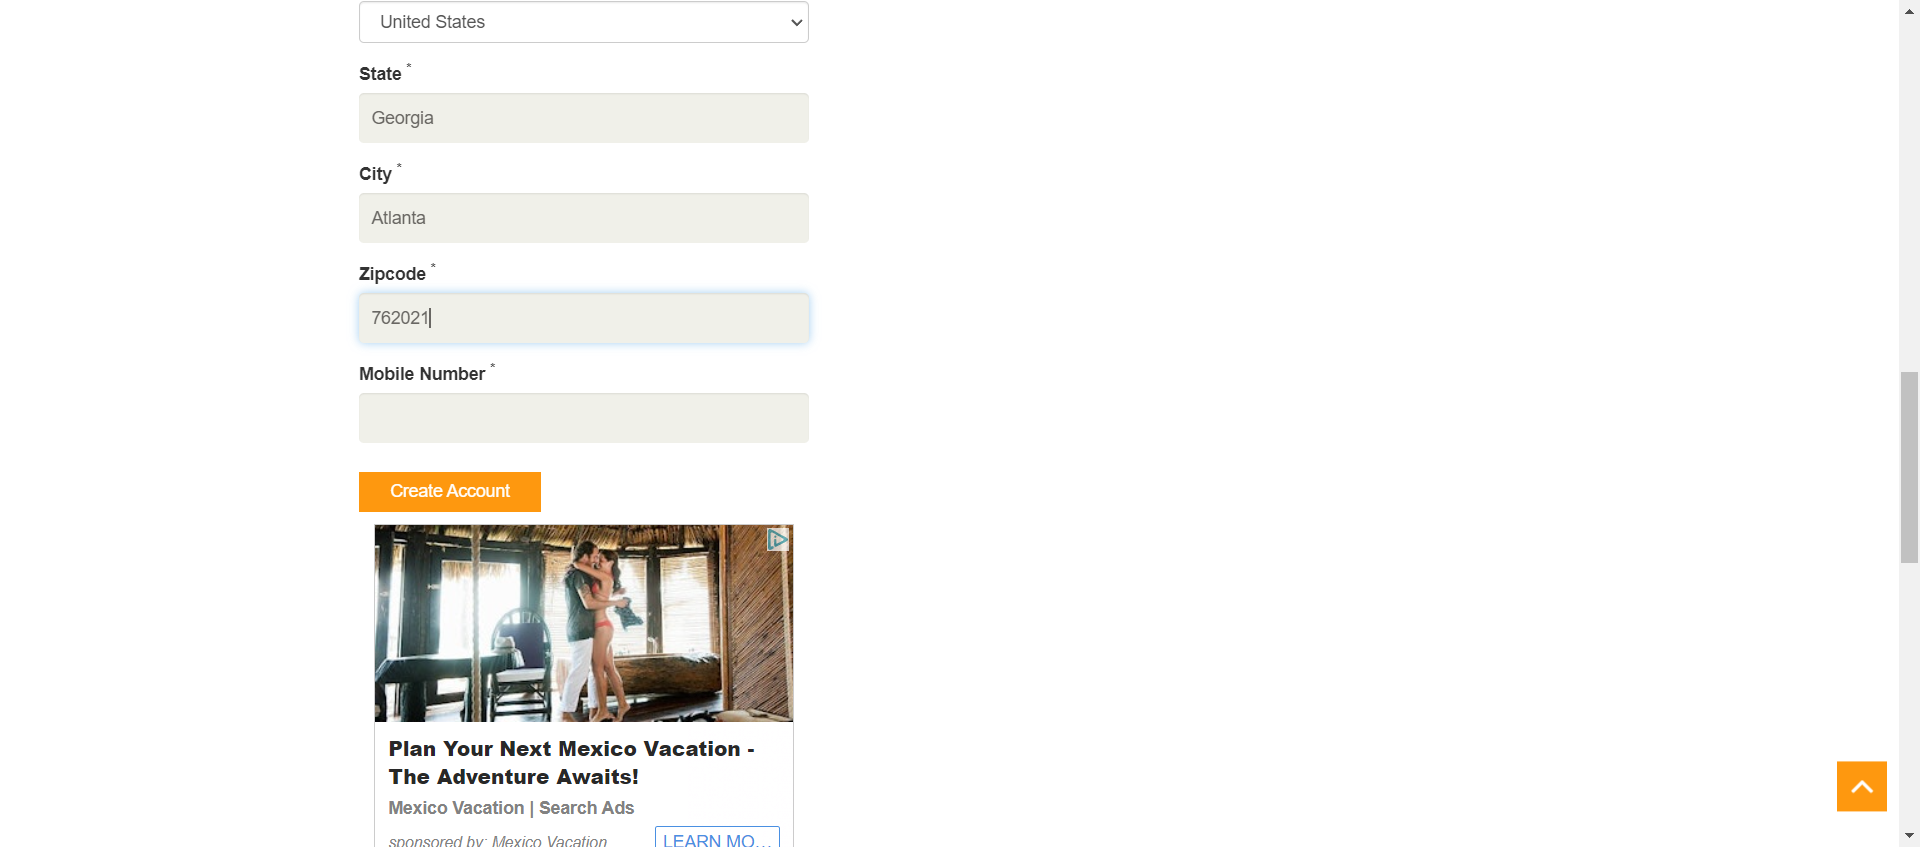 United States
State *
Georgia
City *
Atlanta
Zipcode *
762021
Mobile Number *
Create Account
Plan Your Next Mexico Vacation -
The Adventure Awaits!
Mexico Vacation | Search Ads
sponsored by: Mexico Vacation
LEARN MO...